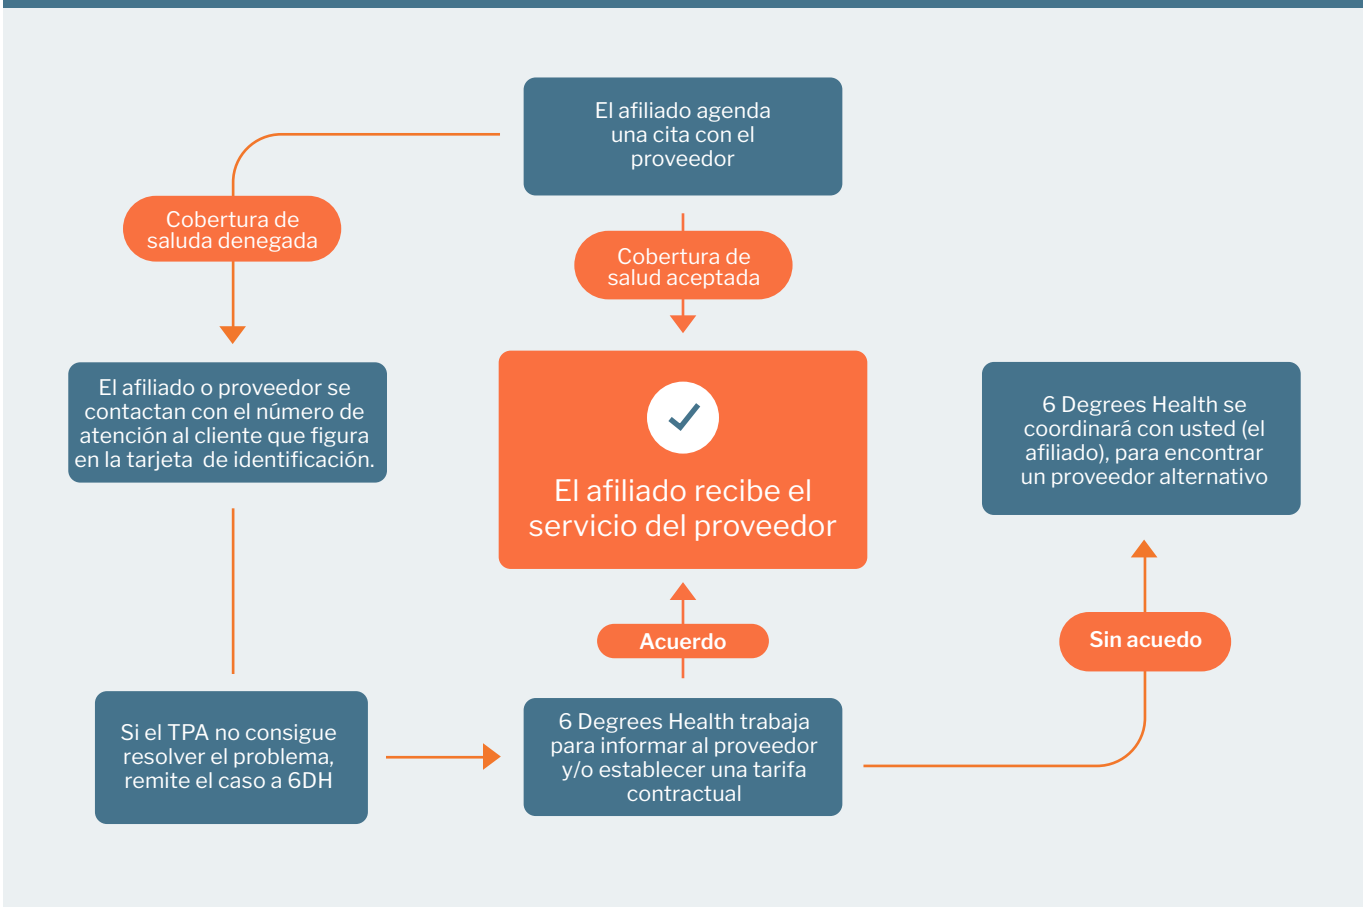 El afiliado agenda
una cita con el
proveedor
Cobertura de
saluda denegada
Cobertura de
salud aceptada
El afiliado o proveedor se
contactan con el número de
atención al cliente que figura
en la tarjeta de identificación.
El afiliado recibe el
servicio del proveedor
6 Degrees Health se
coordinará con usted (el
afiliado), para encontrar
un proveedor alternativo
Acuerdo
Sin acuedo
Si el TPA no consigue
resolver el problema,
remite el caso a 6DH
6 Degrees Health trabaja
para informar al proveedor
y/o establecer una tarifa
contractual